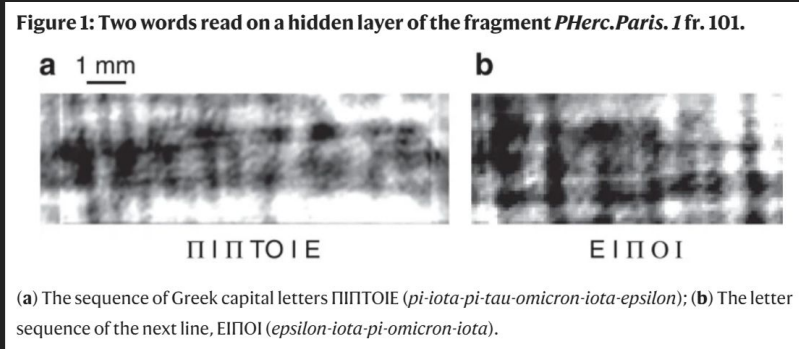 Figure 1: Two words read on a hidden layer of the fragment PHerc.Paris. 1 fr. 101.
a 1 mm b
ΠΙΠΤΟΙΕ ΕΙΠΟΙ
(a) The sequence of Greek capital letters ΠΙΠΤΟΙΕ (pi-iota-pi-tau-omicron-iota-epsilon); (b) The letter
sequence of the next line, ΕΙΠΟΙ (epsilon-iota-pi-omicron-iota).